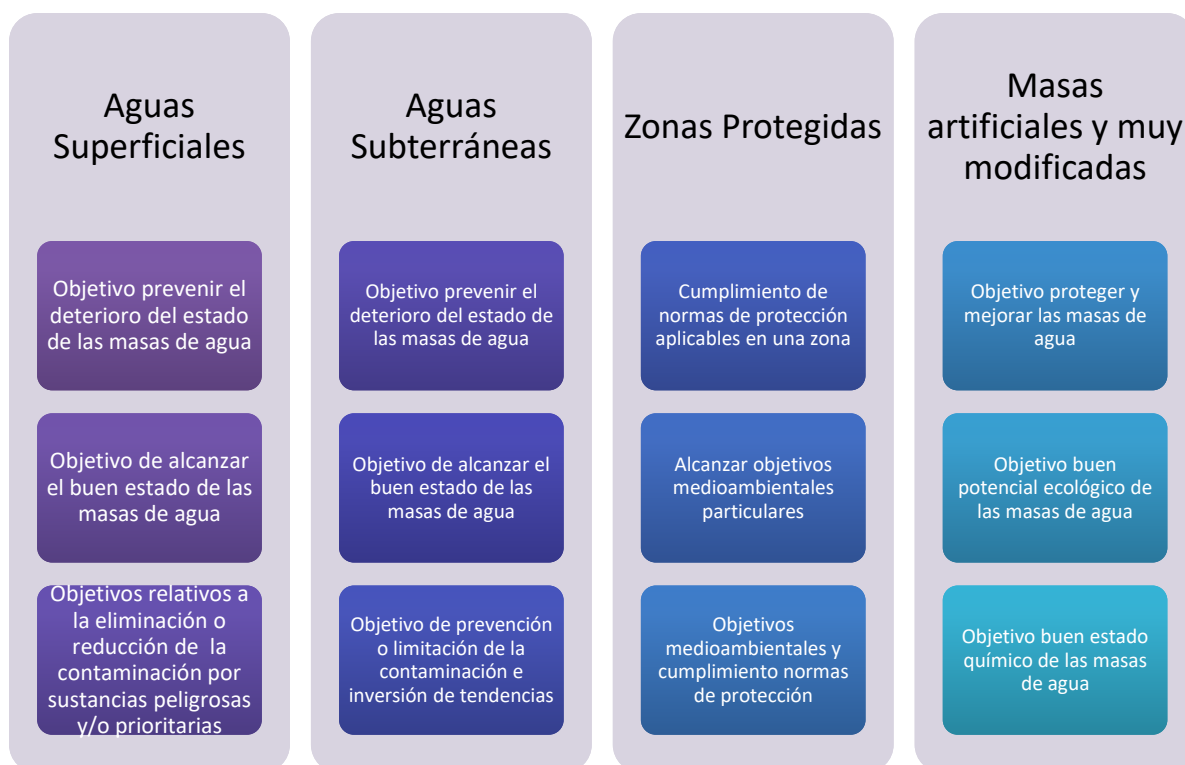 Aguas
Superficiales
Objetivo prevenir el
deterioro del estado
de las masas de agua
Objetivo de alcanzar
el buen estado de las
masas de agua
Objetivos relativos a
la eliminación o
reducción de la
contaminación por
sustancias peligrosas
y/o prioritarias
Aguas
Subterráneas
Objetivo prevenir el
deterioro del estado de
las masas de agua
Objetivo de alcanzar el
buen estado de las
masas de agua
Objetivo de prevención
o limitación de la
contaminación e
inversión de tendencias
Zonas Protegidas
Cumplimiento de
normas de protección
aplicables en una zona
Alcanzar objetivos
medioambientales
particulares
Objetivos
medioambientales y
cumplimiento normas
de protección
Masas
artificiales y muy
modificadas
Objetivo proteger y
mejorar las masas de
agua
Objetivo buen
potencial ecológico de
las masas de agua
Objetivo buen estado
químico de las masas
de agua